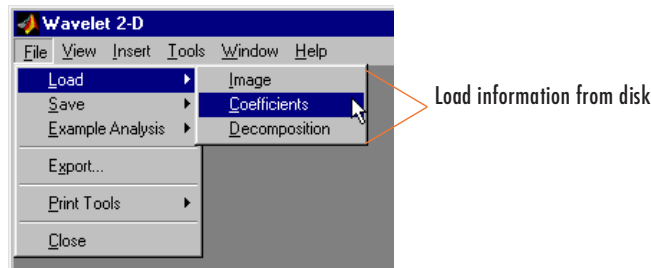 Wavelet 2-D
File View Insert Tools Window Help
Load
Save
Example Analysis
Export...
Print Tools
Close
Image
Coefficients
Decomposition
Load information from disk